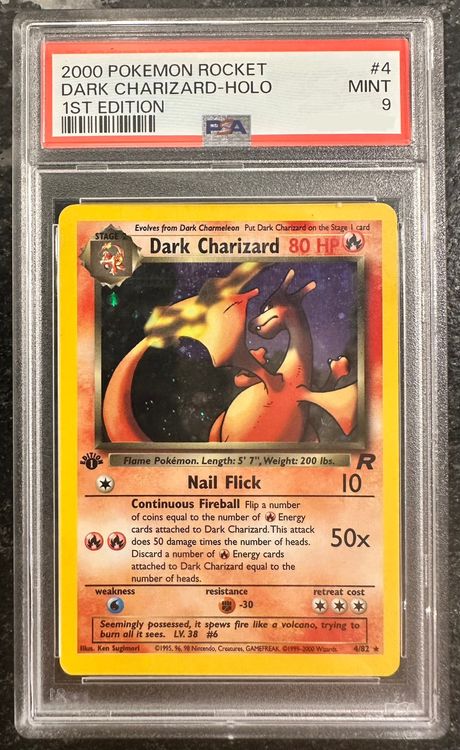 2000 POKEMON ROCKET #4
DARK CHARIZARD-HOLO MINT
1ST EDITION 9
PSA
Evolves from Dark Charmeleon Put Dark Charizard on the Stage 1 card
STAGE 2
Dark Charizard 80 HP
Flame Pokémon. Length: 5' 7", Weight: 200 lbs.
EDITION
1
R
Nail Flick 10
Continuous Fireball Flip a number
of coins equal to the number of Energy
cards attached to Dark Charizard. This attack
does 50 damage times the number of heads. 50x
Discard a number of Energy cards
attached to Dark Charizard equal to the
number of heads.
weakness resistance retreat cost
-30
Seemingly possessed, it spews fire like a volcano, trying to
burn all it sees. LV. 38 #6
Illus. Ken Sugimori ©1995, 96, 98 Nintendo, Creatures, GAMEFREAK. ©1999-2000 Wizards. 4/82